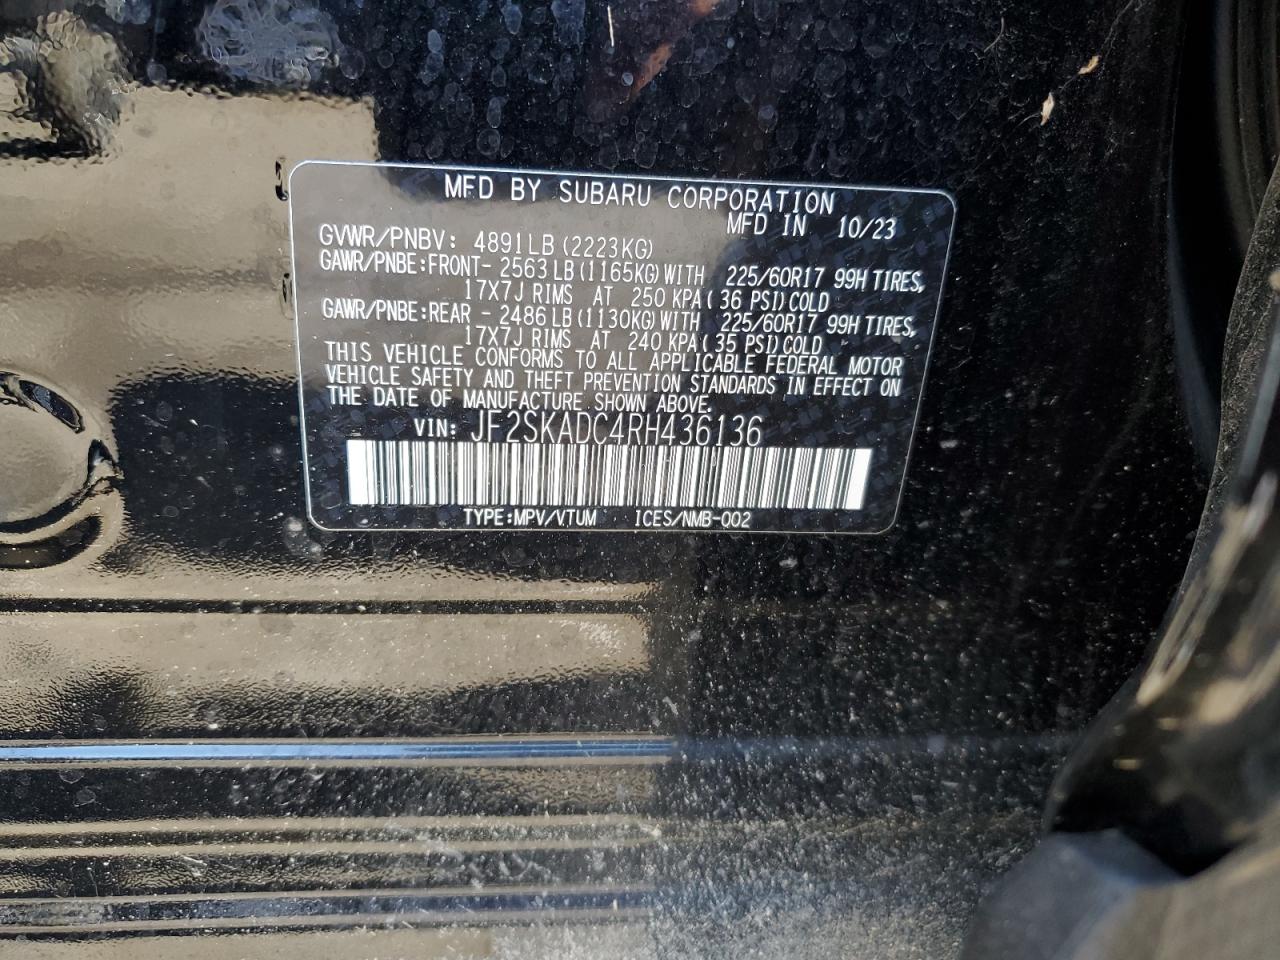 MFD BY SUBARU CORPORATION
MFD IN 10/23
GVWR/PNBV: 4891LB (2223KG)
GAWR/PNBE:FRONT- 2563LB (1165KG) WITH 225/60R17 99H TIRES,
17X7J RIMS AT 250 KPA( 36 PSI)COLD
GAWR/PNBE:REAR - 2486LB (1130KG) WITH 225/60R17 99H TIRES,
17X7J RIMS AT 240 KPA( 35 PSI)COLD
THIS VEHICLE CONFORMS TO ALL APPLICABLE FEDERAL MOTOR
VEHICLE SAFETY AND THEFT PREVENTION STANDARDS IN EFFECT ON
THE DATE OF MANUFACTURE SHOWN ABOVE.
VIN: JF2SKADC4RH436136
TYPE:MPV/V.TUM ICES/NMB-002